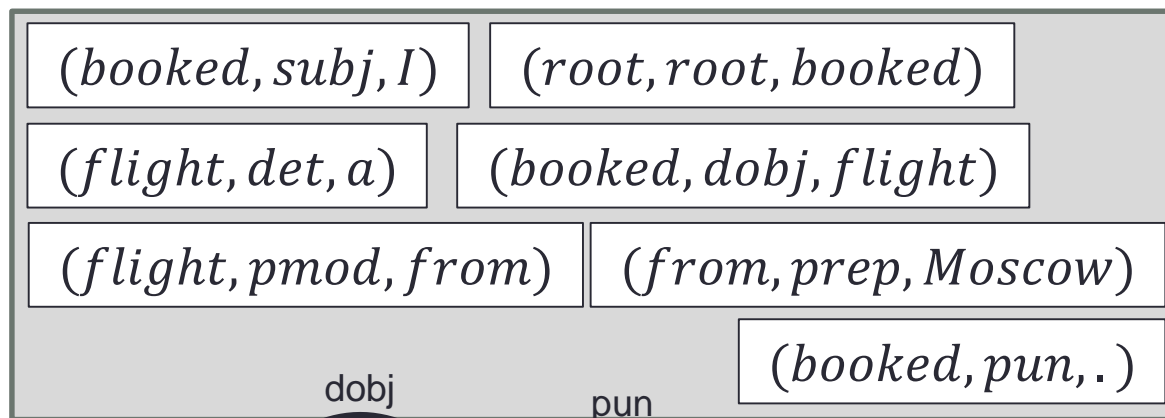 (booked, subj, I) (root, root, booked)
(flight, det, a) (booked, dobj, flight)
(flight, pmod, from) (from, prep, Moscow)
(booked, pun, . )
dobj
pun